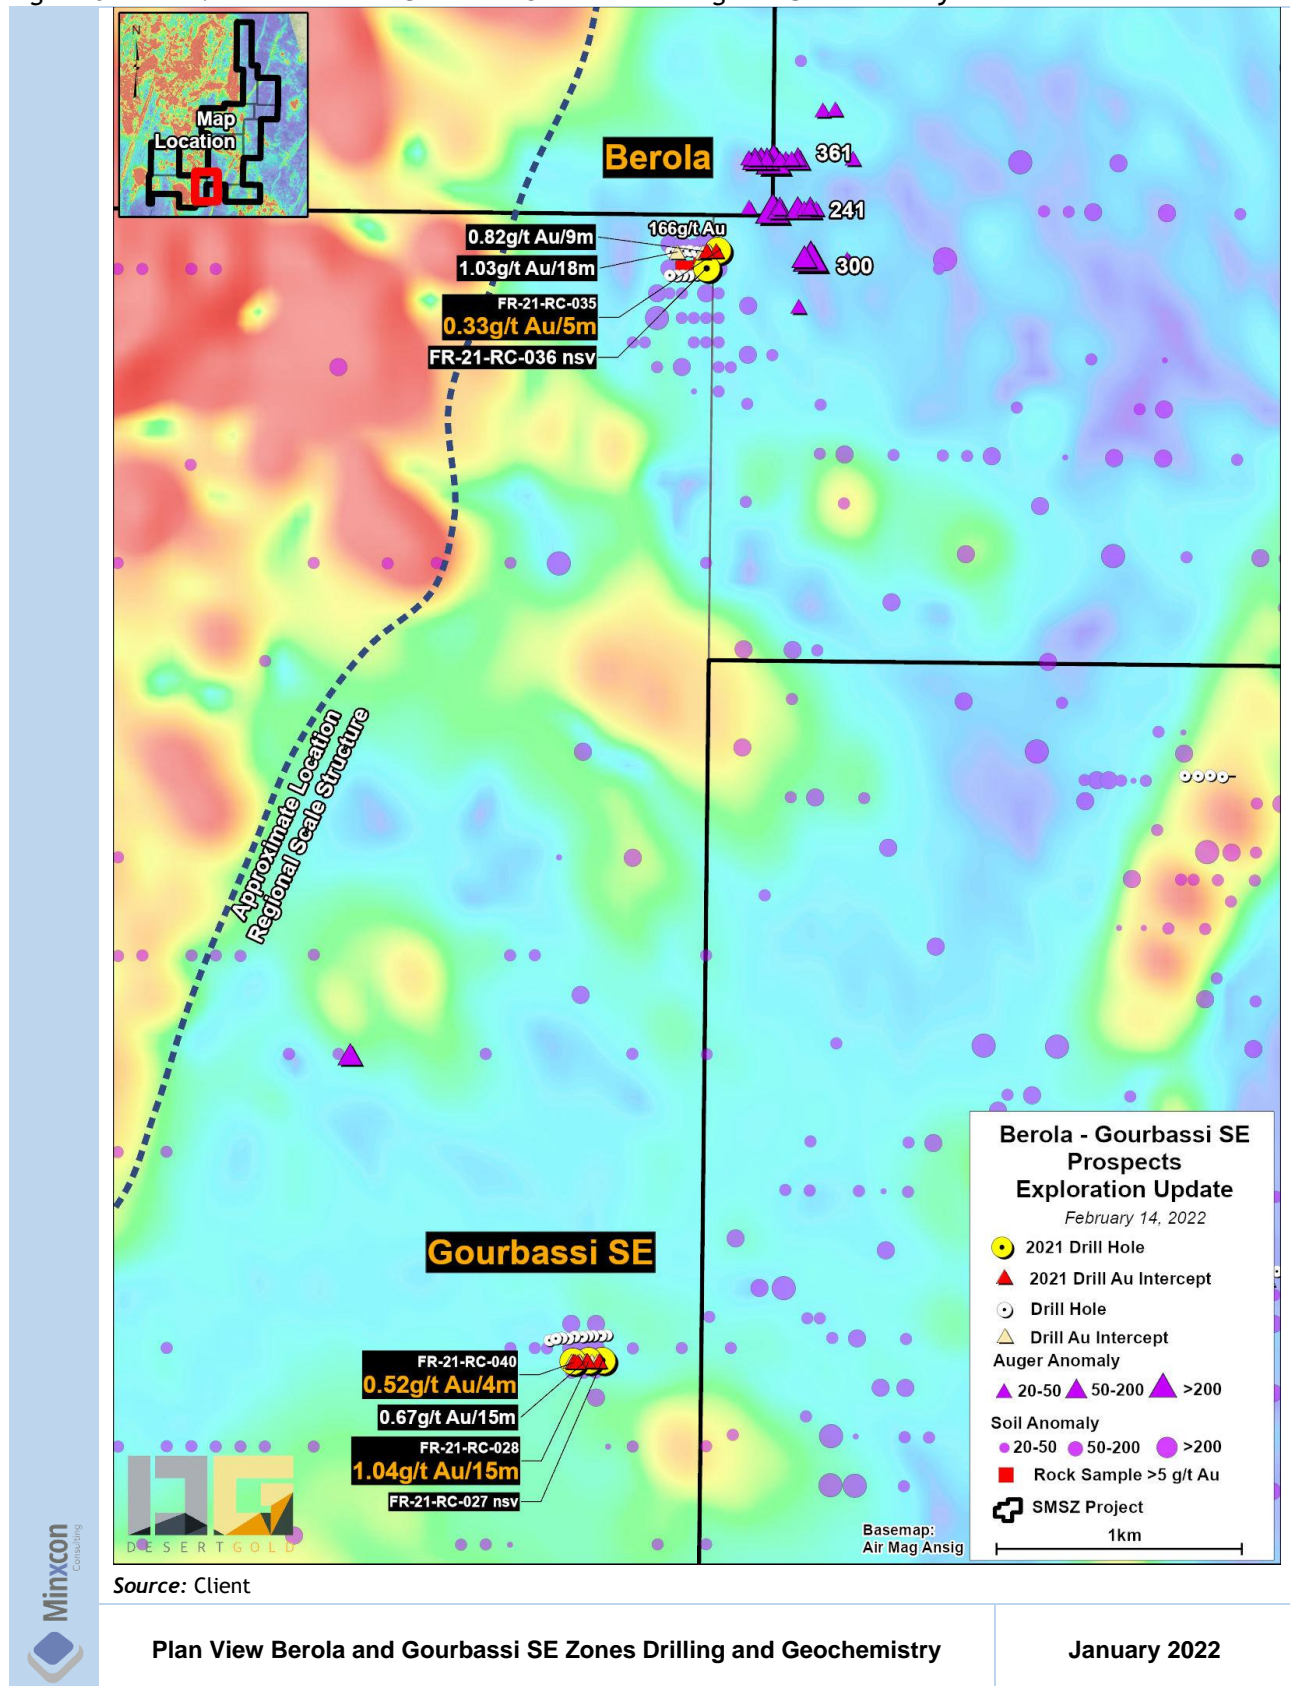 N
Map
Location
Berola
361
241
300
166g/t Au
0.82g/t Au/9m
1.03g/t Au/18m
FR-21-RC-035
0.33g/t Au/5m
FR-21-RC-036 nsv
Approximate Location
Regional Scale Structure
Gourbassi SE
FR-21-RC-040
0.52g/t Au/4m
0.67g/t Au/15m
FR-21-RC-028
1.04g/t Au/15m
FR-21-RC-027 nsv
DESERTGOLD
Basemap:
Air Mag Ansig
Berola - Gourbassi SE
Prospects
Exploration Update
February 14, 2022
2021 Drill Hole
2021 Drill Au Intercept
Drill Hole
Drill Au Intercept
Auger Anomaly
20-50 50-200 >200
Soil Anomaly
20-50 50-200 >200
Rock Sample >5 g/t Au
SMSZ Project
1km
Minxcon
Consulting
Source: Client
Plan View Berola and Gourbassi SE Zones Drilling and Geochemistry
January 2022